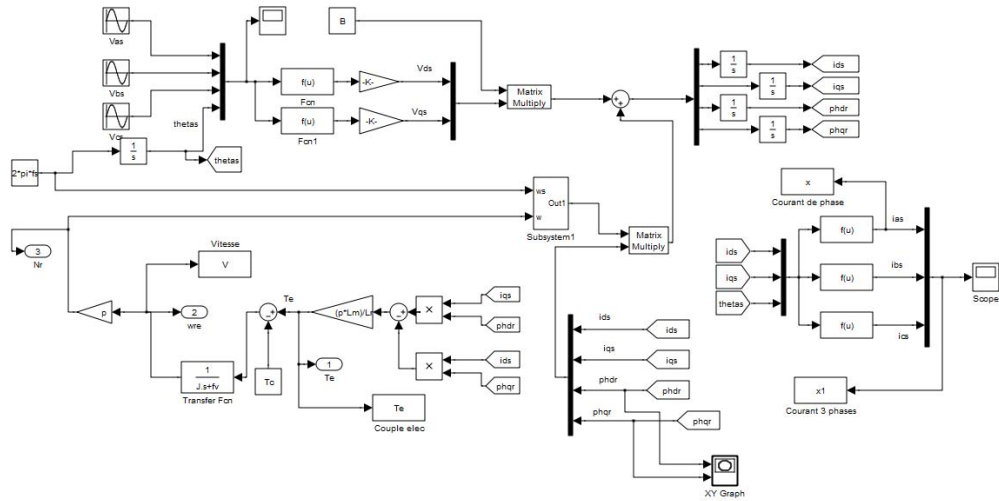 Vas
Vbs
Vcs
thetas
1
s
thetas
2*pi*fs
f(u)
Fcn
f(u)
Fcn1
-K-
-K-
Vds
Vqs
B
Matrix
Multiply
+
+
1
s
1
s
1
s
1
s
ids
iqs
phdr
phqr
ws
w
Out1
Subsystem1
Matrix
Multiply
3
Nr
Vitesse
V
p
2
wre
1
J.s+fv
Transfer Fcn
Tc
Te
(p*Lm)/Lr
1
Te
Te
Couple elec
×
×
iqs
phdr
ids
phqr
ids
iqs
phdr
phqr
ids
iqs
phdr
phqr
XY Graph
x
Courant de phase
ids
iqs
thetas
f(u)
f(u)
f(u)
ias
ibs
ics
Scope
x1
Courant 3 phases